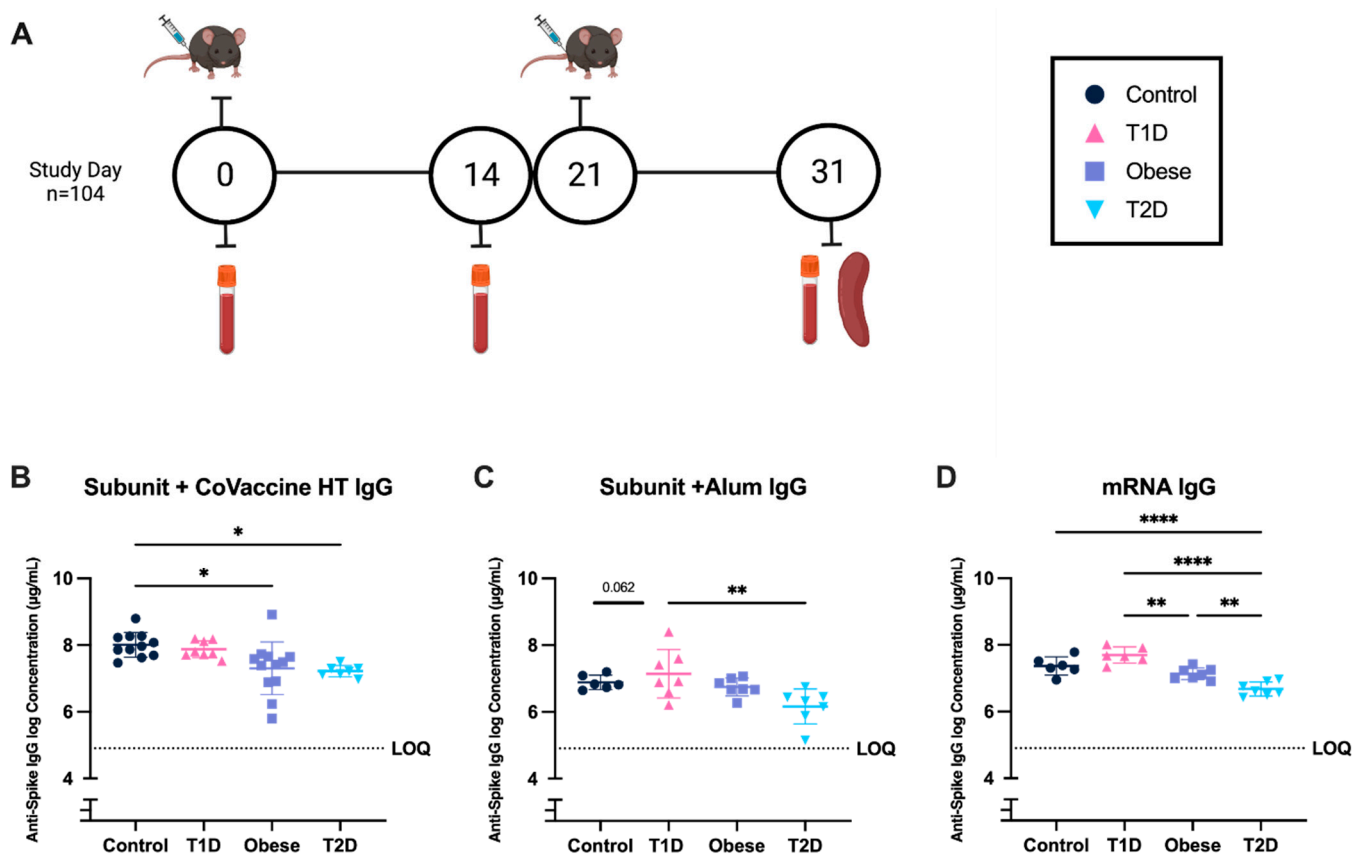 A
Study Day
n=104
0
14
21
31
Control
T1D
Obese
T2D
B
Subunit + CoVaccine HT IgG
Anti-Spike IgG log Concentration (µg/mL)
10
8
6
4
*
*
LOQ
Control T1D Obese T2D
C
Subunit +Alum IgG
Anti-Spike IgG log Concentration (µg/mL)
10
8
6
4
0.062
**
LOQ
Control T1D Obese T2D
D
mRNA IgG
Anti-Spike IgG log Concentration (µg/mL)
10
8
6
4
****
****
**
**
LOQ
Control T1D Obese T2D